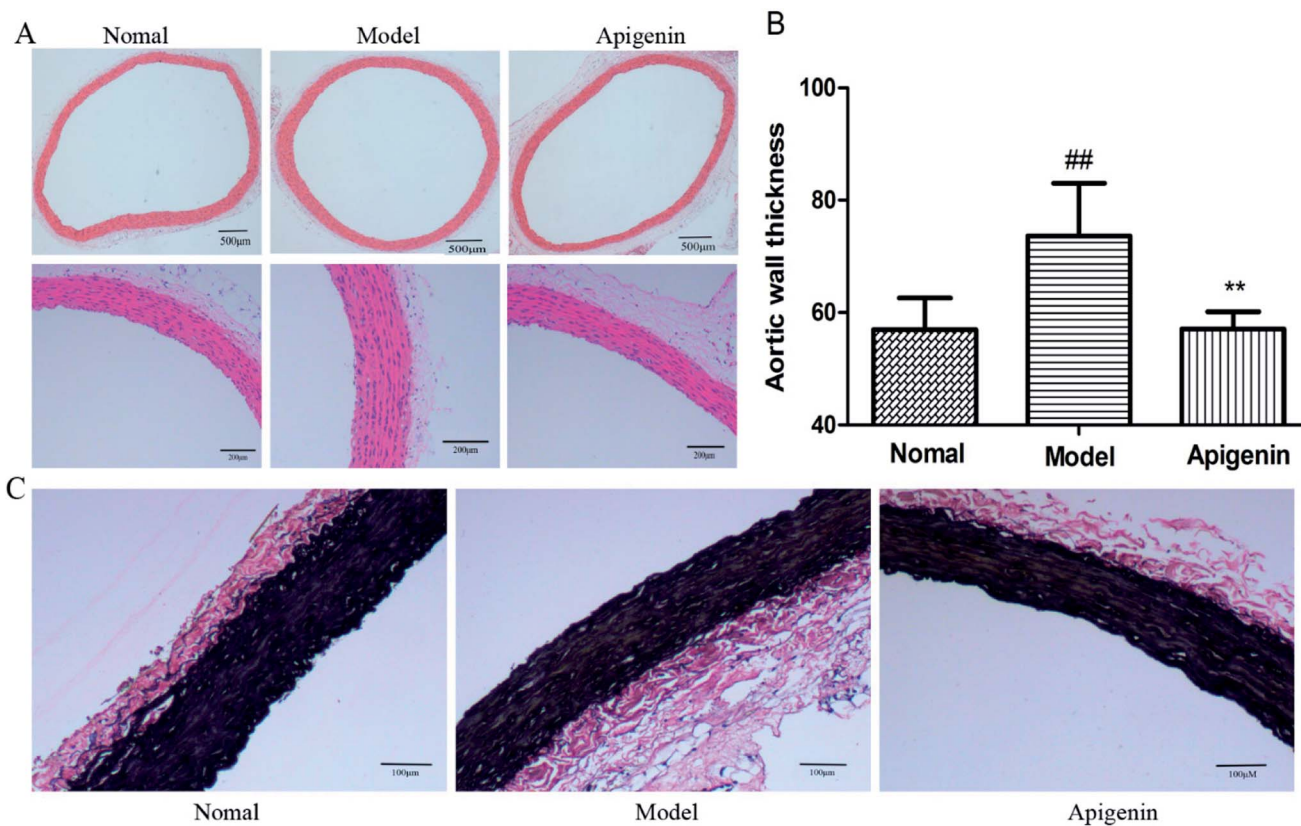 A
Nomal
Model
Apigenin
500μm
500μm
500μm
200μm
200μm
200μm
B
Aortic wall thickness
100
80
60
40
##
**
Nomal
Model
Apigenin
C
100μm
100μm
100μM
Nomal
Model
Apigenin